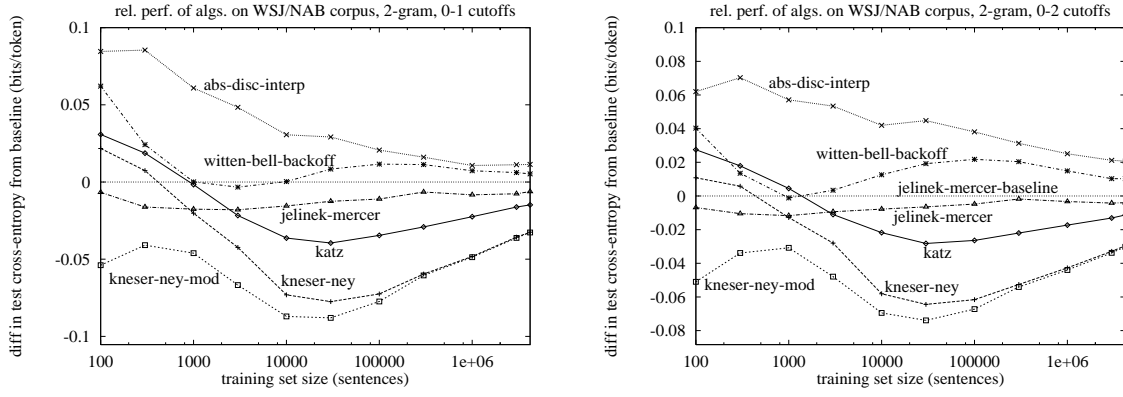 rel. perf. of algs. on WSJ/NAB corpus, 2-gram, 0-1 cutoffs
diff in test cross-entropy from baseline (bits/token)
0.1
0.05
0
-0.05
-0.1
abs-disc-interp
witten-bell-backoff
jelinek-mercer
katz
kneser-ney
kneser-ney-mod
100
1000
10000
100000
1e+06
training set size (sentences)
rel. perf. of algs. on WSJ/NAB corpus, 2-gram, 0-2 cutoffs
diff in test cross-entropy from baseline (bits/token)
0.1
0.08
0.06
0.04
0.02
0
-0.02
-0.04
-0.06
-0.08
abs-disc-interp
witten-bell-backoff
jelinek-mercer-baseline
jelinek-mercer
katz
kneser-ney
kneser-ney-mod
100
1000
10000
100000
1e+06
training set size (sentences)